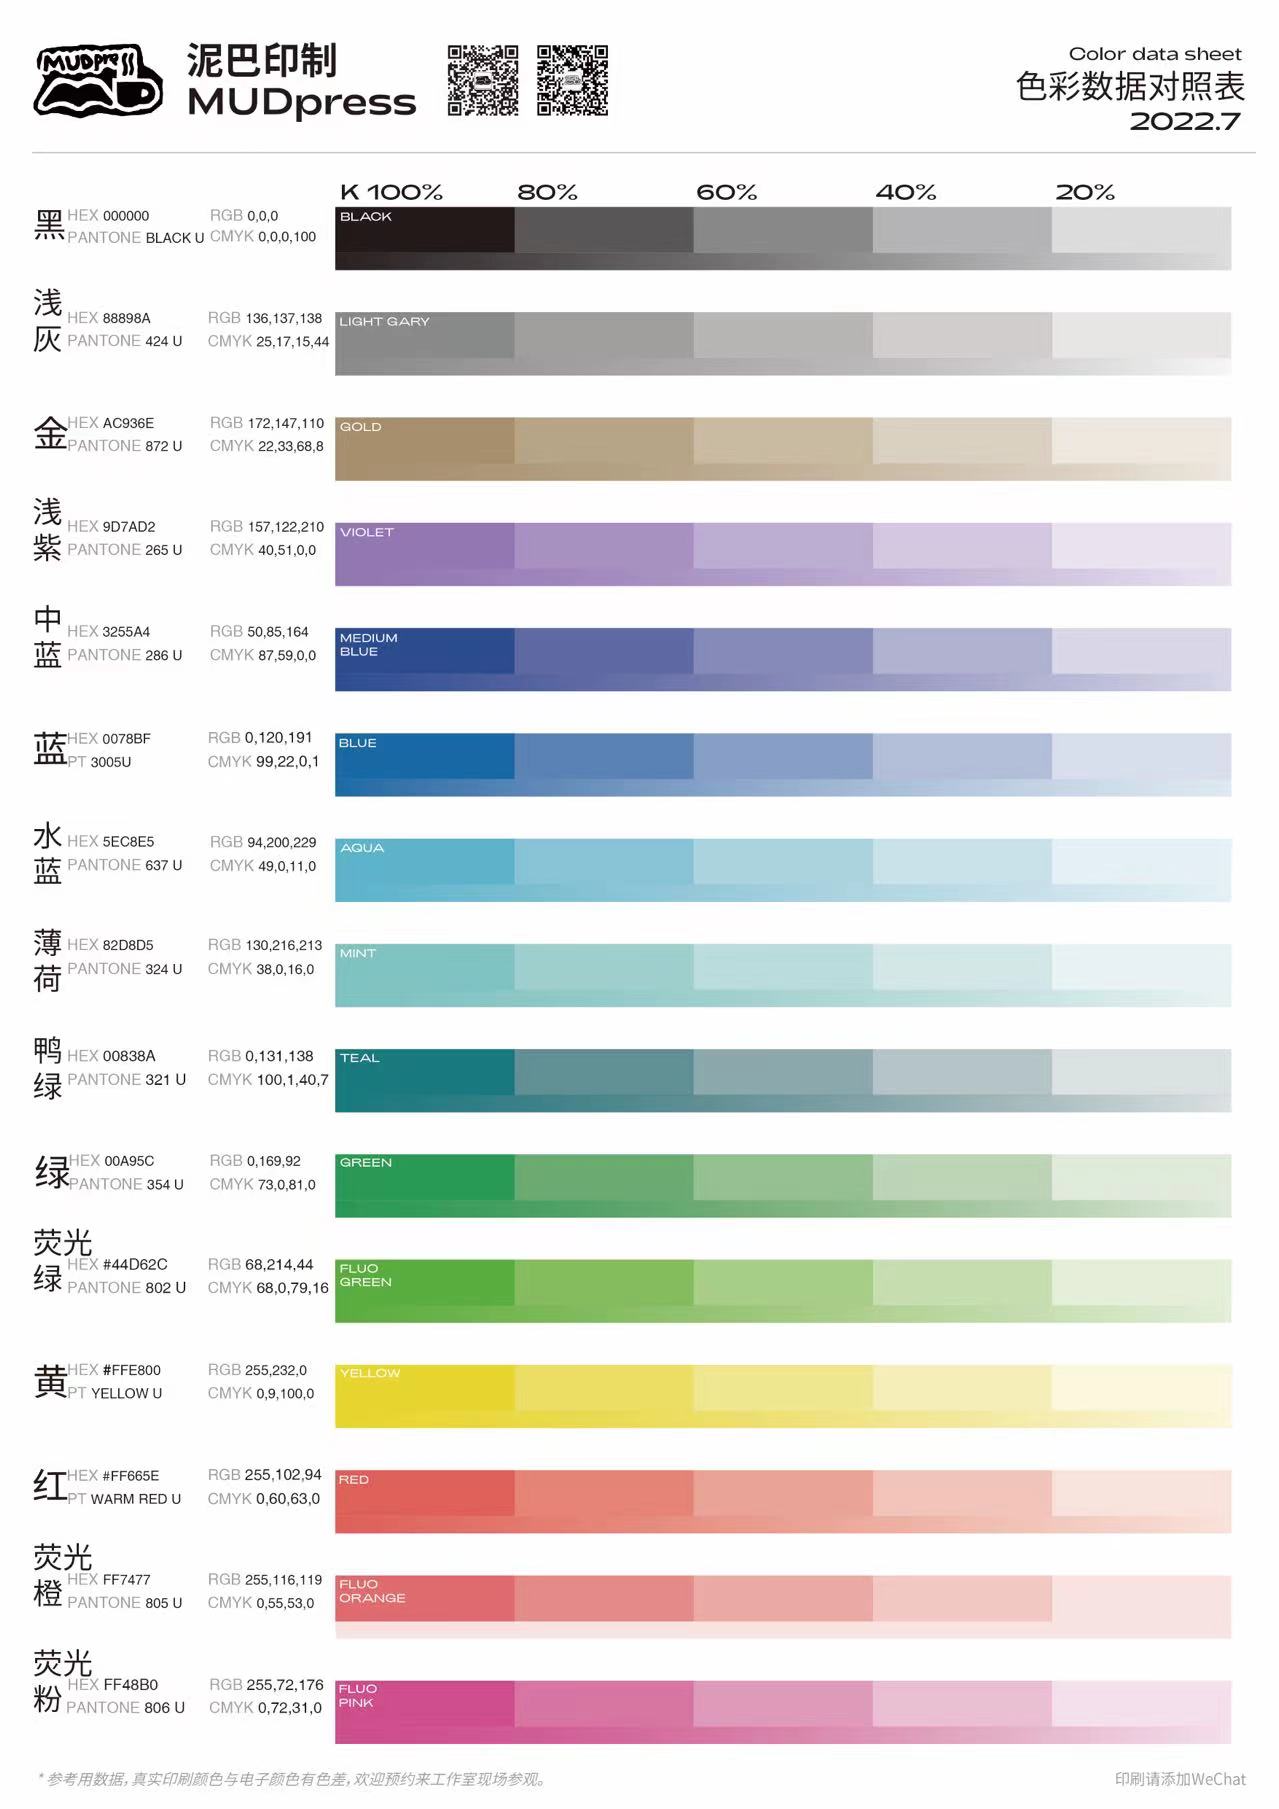 MUDPress
泥巴印制
MUDpress
Color data sheet
色彩数据对照表
2022.7
K 100% 80% 60% 40% 20%
黑
HEX 000000 RGB 0,0,0
PANTONE BLACK U CMYK 0,0,0,100
BLACK
浅灰
HEX 88898A RGB 136,137,138
PANTONE 424 U CMYK 25,17,15,44
LIGHT GARY
金
HEX AC936E RGB 172,147,110
PANTONE 872 U CMYK 22,33,68,8
GOLD
浅紫
HEX 9D7AD2 RGB 157,122,210
PANTONE 265 U CMYK 40,51,0,0
VIOLET
中蓝
HEX 3255A4 RGB 50,85,164
PANTONE 286 U CMYK 87,59,0,0
MEDIUM
BLUE
蓝
HEX 0078BF RGB 0,120,191
PT 3005U CMYK 99,22,0,1
BLUE
水蓝
HEX 5EC8E5 RGB 94,200,229
PANTONE 637 U CMYK 49,0,11,0
AQUA
薄荷
HEX 82D8D5 RGB 130,216,213
PANTONE 324 U CMYK 38,0,16,0
MINT
鸭绿
HEX 00838A RGB 0,131,138
PANTONE 321 U CMYK 100,1,40,7
TEAL
绿
HEX 00A95C RGB 0,169,92
PANTONE 354 U CMYK 73,0,81,0
GREEN
荧光绿
HEX #44D62C RGB 68,214,44
PANTONE 802 U CMYK 68,0,79,16
FLUO
GREEN
黄
HEX #FFE800 RGB 255,232,0
PT YELLOW U CMYK 0,9,100,0
YELLOW
红
HEX #FF665E RGB 255,102,94
PT WARM RED U CMYK 0,60,63,0
RED
荧光橙
HEX FF7477 RGB 255,116,119
PANTONE 805 U CMYK 0,55,53,0
FLUO
ORANGE
荧光粉
HEX FF48B0 RGB 255,72,176
PANTONE 806 U CMYK 0,72,31,0
FLUO
PINK
* 参考用数据，真实印刷颜色与电子颜色有色差，欢迎预约来工作室现场参观。
印刷请添加WeChat